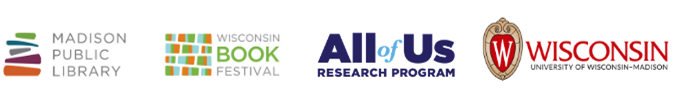 MADISON
PUBLIC
LIBRARY
WISCONSIN
BOOK
FESTIVAL
All of Us
RESEARCH PROGRAM
W
WISCONSIN
UNIVERSITY OF WISCONSIN–MADISON